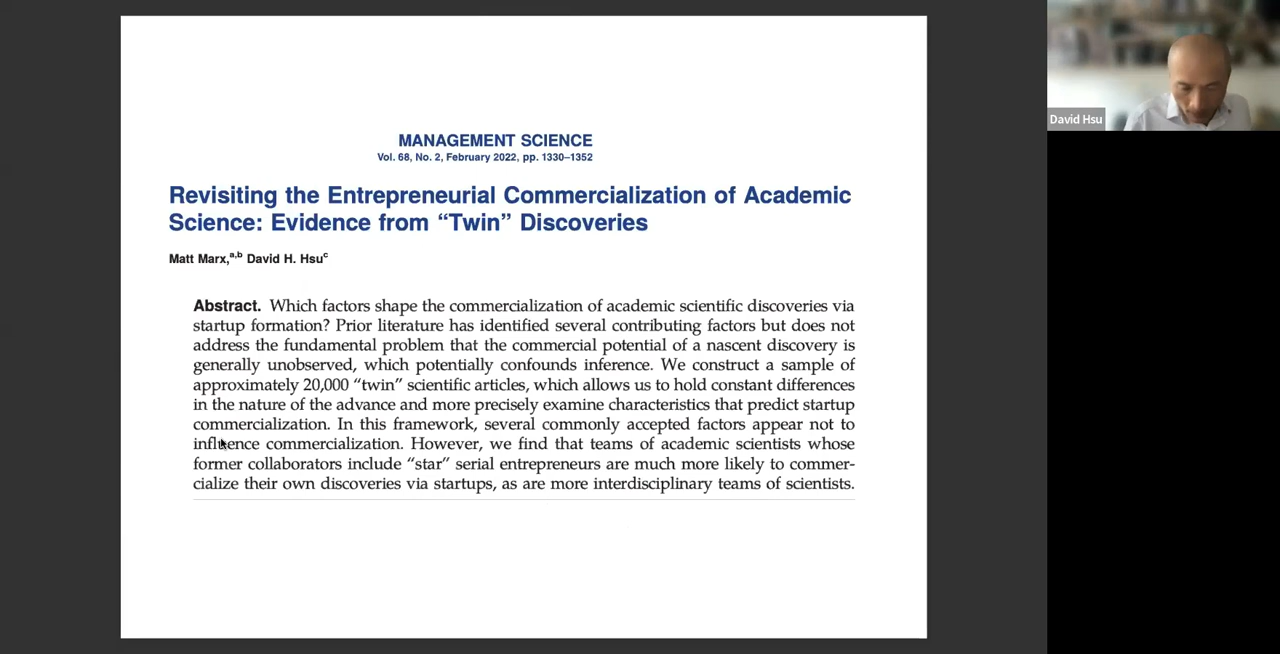 MANAGEMENT SCIENCE
Vol. 68, No. 2, February 2022, pp. 1330–1352
Revisiting the Entrepreneurial Commercialization of Academic
Science: Evidence from “Twin” Discoveries
Matt Marx,a,b David H. Hsuc
Abstract. Which factors shape the commercialization of academic scientific discoveries via
startup formation? Prior literature has identified several contributing factors but does not
address the fundamental problem that the commercial potential of a nascent discovery is
generally unobserved, which potentially confounds inference. We construct a sample of
approximately 20,000 “twin” scientific articles, which allows us to hold constant differences
in the nature of the advance and more precisely examine characteristics that predict startup
commercialization. In this framework, several commonly accepted factors appear not to
influence commercialization. However, we find that teams of academic scientists whose
former collaborators include “star” serial entrepreneurs are much more likely to commer-
cialize their own discoveries via startups, as are more interdisciplinary teams of scientists.
David Hsu